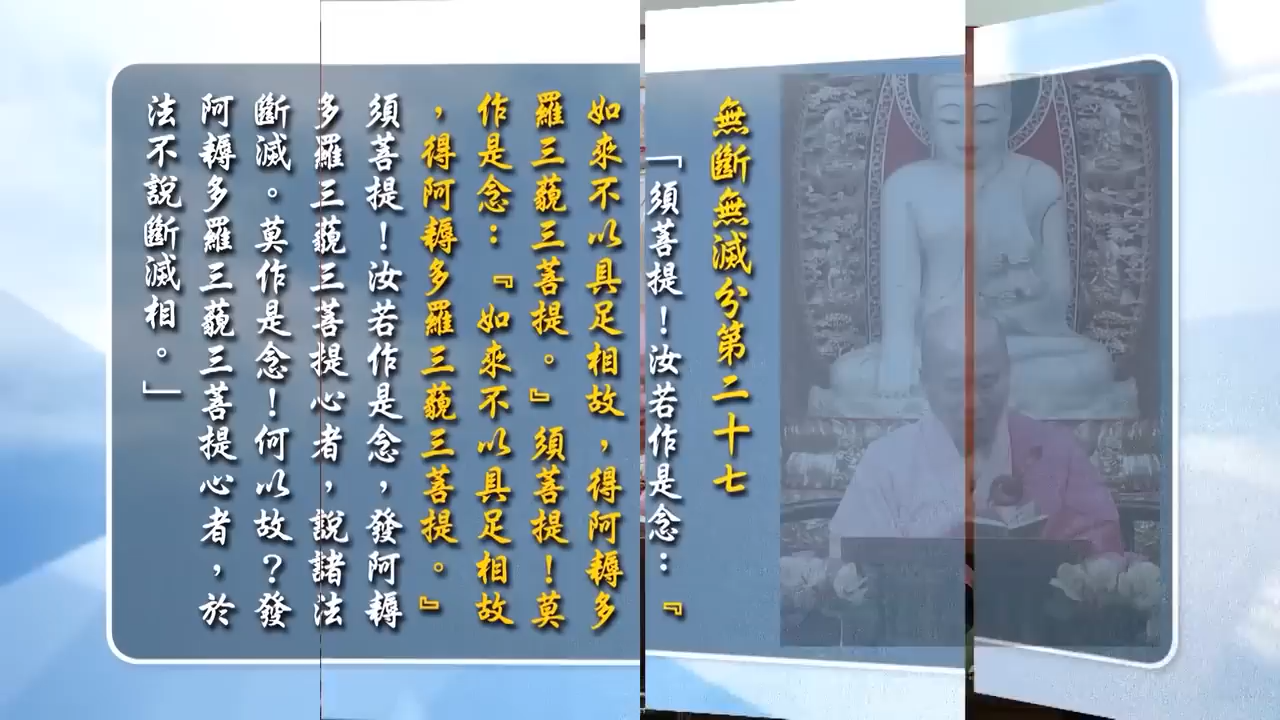 無斷無滅分第二十七
「須菩提！汝若作是念：『
如來不以具足相故，得阿耨多
羅三藐三菩提。』須菩提！莫
作是念：『如來不以具足相故
，得阿耨多羅三藐三菩提。』
須菩提！汝若作是念，發阿耨
多羅三藐三菩提心者，說諸法
斷滅。莫作是念！何以故？發
阿耨多羅三藐三菩提心者，於
法不說斷滅相。」